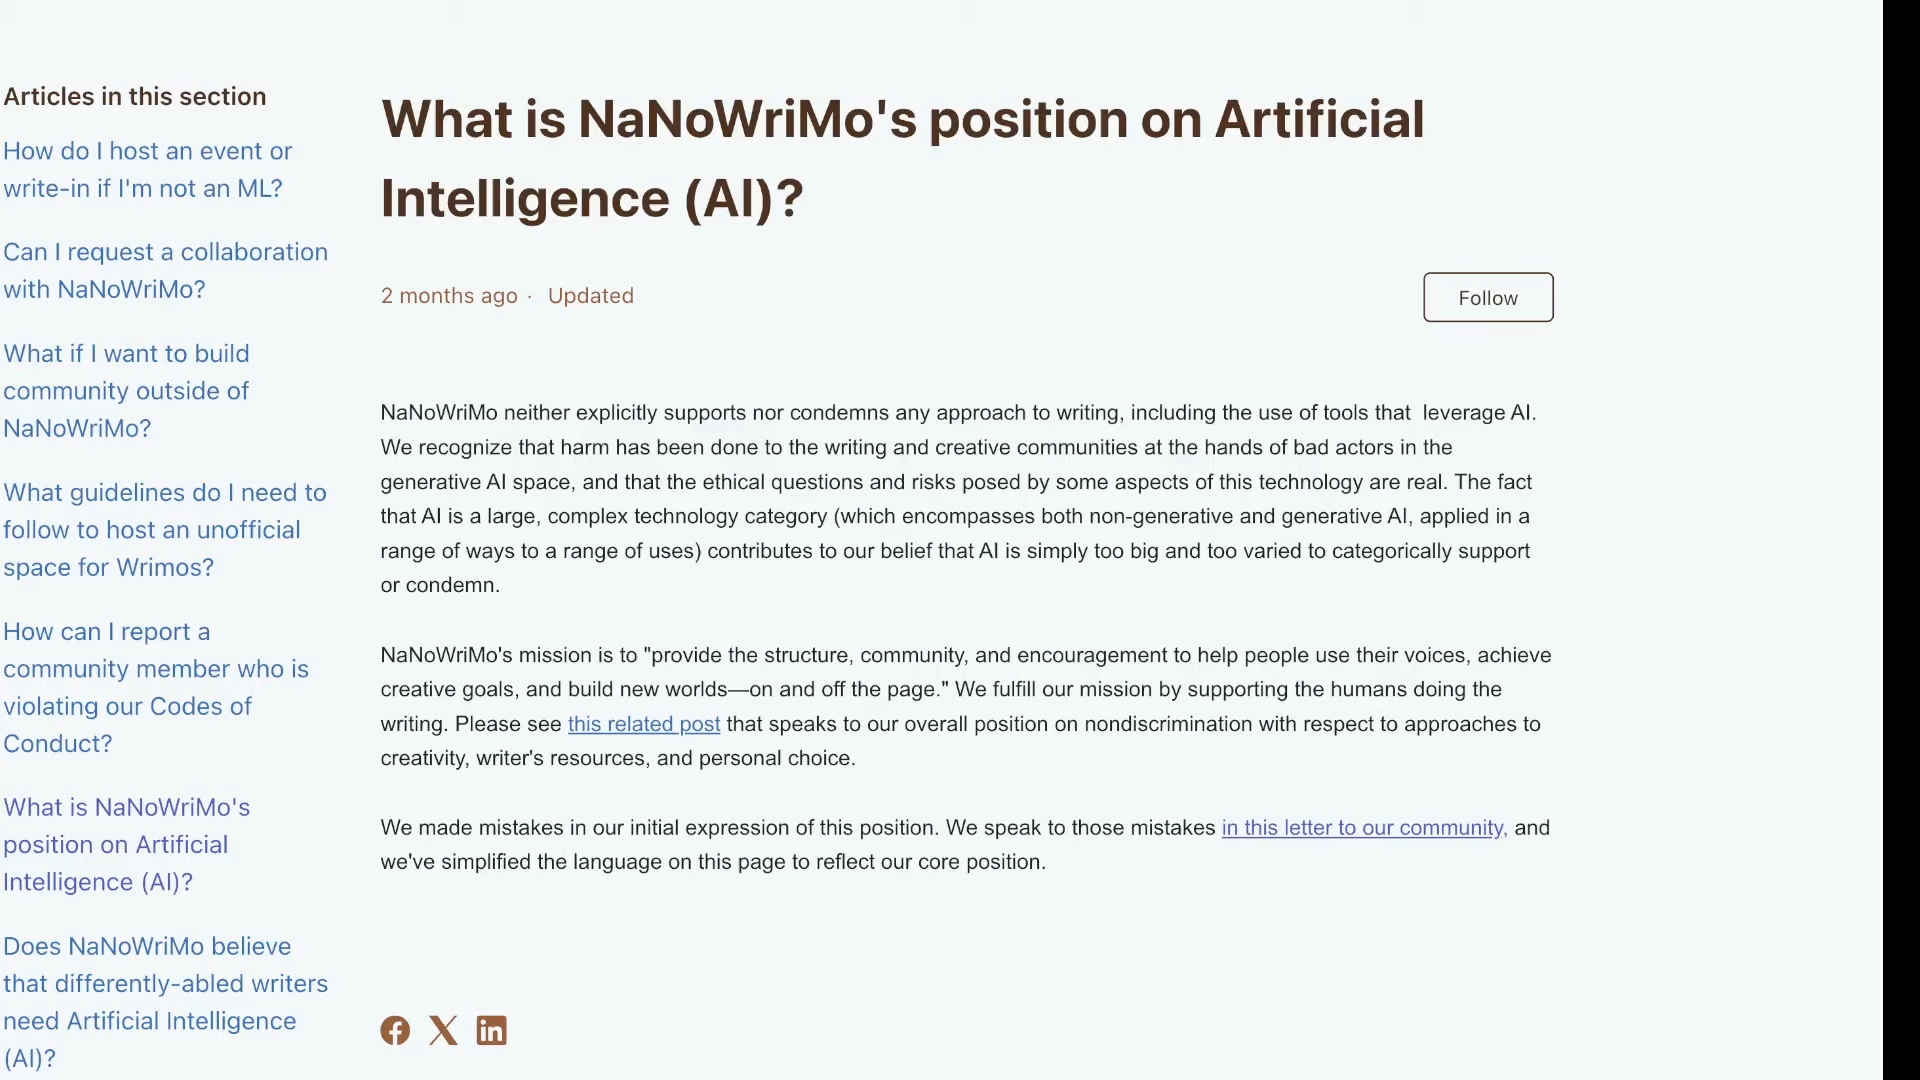 Articles in this section
How do I host an event or
write-in if I'm not an ML?
Can I request a collaboration
with NaNoWriMo?
What if I want to build
community outside of
NaNoWriMo?
What guidelines do I need to
follow to host an unofficial
space for Wrimos?
How can I report a
community member who is
violating our Codes of
Conduct?
What is NaNoWriMo's
position on Artificial
Intelligence (AI)?
Does NaNoWriMo believe
that differently-abled writers
need Artificial Intelligence
(AI)?
What is NaNoWriMo's position on Artificial
Intelligence (AI)?
2 months ago · Updated
Follow
NaNoWriMo neither explicitly supports nor condemns any approach to writing, including the use of tools that leverage AI.
We recognize that harm has been done to the writing and creative communities at the hands of bad actors in the
generative AI space, and that the ethical questions and risks posed by some aspects of this technology are real. The fact
that AI is a large, complex technology category (which encompasses both non-generative and generative AI, applied in a
range of ways to a range of uses) contributes to our belief that AI is simply too big and too varied to categorically support
or condemn.
NaNoWriMo's mission is to "provide the structure, community, and encouragement to help people use their voices, achieve
creative goals, and build new worlds—on and off the page." We fulfill our mission by supporting the humans doing the
writing. Please see this related post that speaks to our overall position on nondiscrimination with respect to approaches to
creativity, writer's resources, and personal choice.
We made mistakes in our initial expression of this position. We speak to those mistakes in this letter to our community, and
we've simplified the language on this page to reflect our core position.